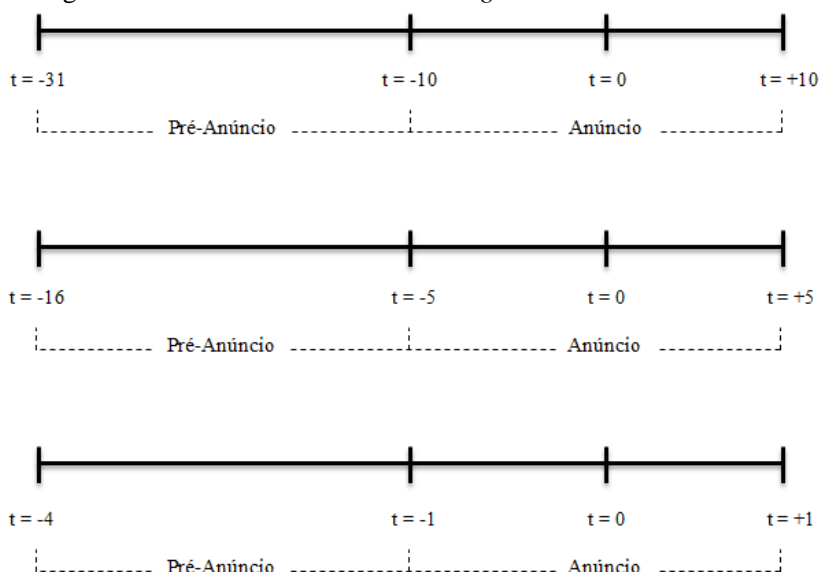 t = -31 t = -10 t = 0 t = +10
Pré-Anúncio Anúncio
t = -16 t = -5 t = 0 t = +5
Pré-Anúncio Anúncio
t = -4 t = -1 t = 0 t = +1
Pré-Anúncio Anúncio